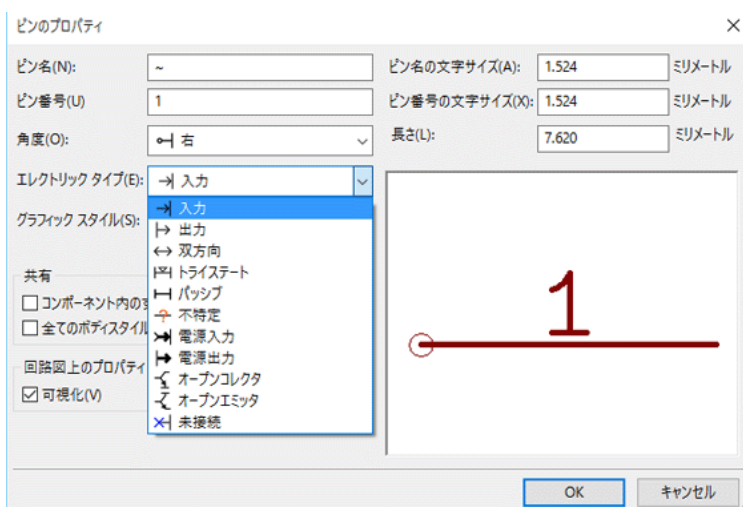 ピンのプロパティ
ピン名(N): ~ ピン名の文字サイズ(A): 1.524 ミリメートル
ピン番号(U) 1 ピン番号の文字サイズ(X): 1.524 ミリメートル
角度(O): 右 長さ(L): 7.620 ミリメートル
エレクトリック タイプ(E): 入力
グラフィック スタイル(S):
入力
出力
双方向
トライステート
パッシブ
不特定
電源入力
電源出力
オープンコレクタ
オープンエミッタ
未接続
共有
コンポーネント内の
全てのボディスタイル
回路図上のプロパティ
可視化(V)
1
OK キャンセル